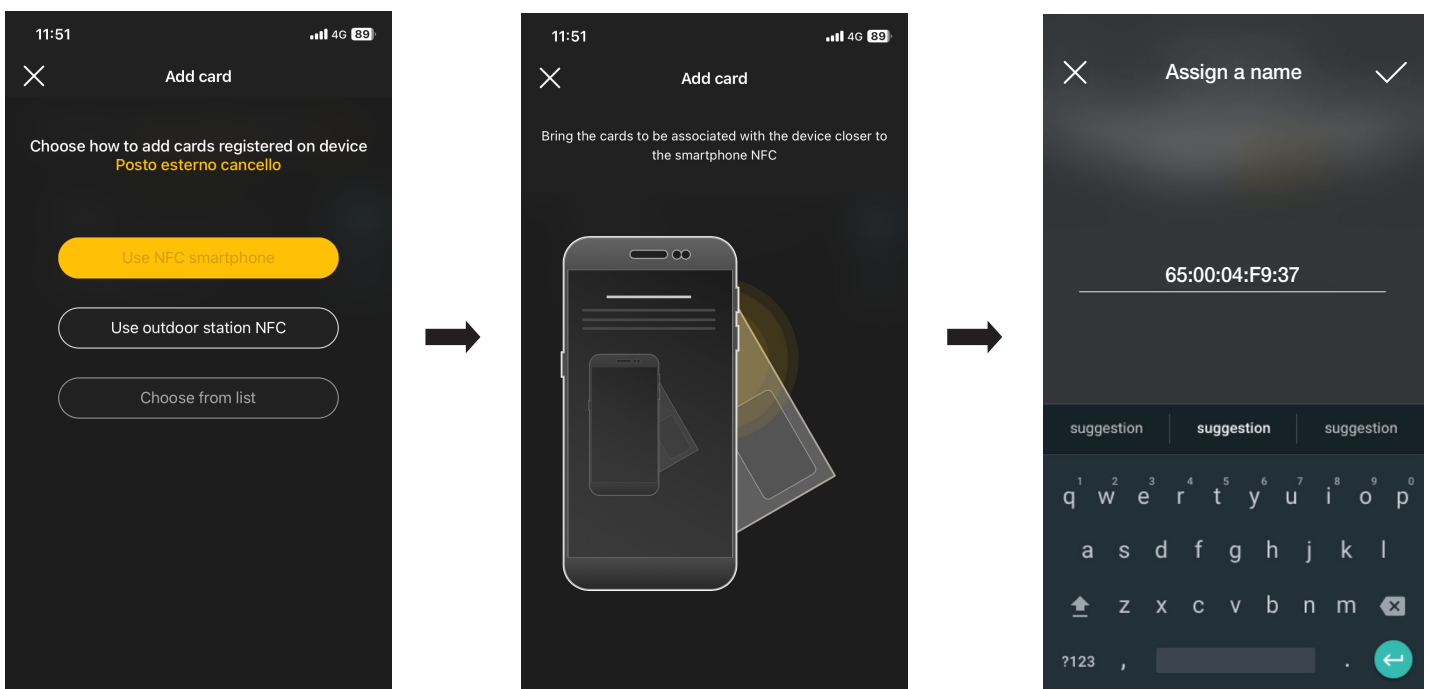 11:51
4G 89
Add card
Choose how to add cards registered on device
Posto esterno cancello
Use NFC smartphone
Use outdoor station NFC
Choose from list
11:51
4G 89
Add card
Bring the cards to be associated with the device closer to
the smartphone NFC
Assign a name
65:00:04:F9:37
suggestion suggestion suggestion
1 2 3 4 5 6 7 8 9 0
q w e r t y u i o p
a s d f g h j k l
z x c v b n m
?123 , .